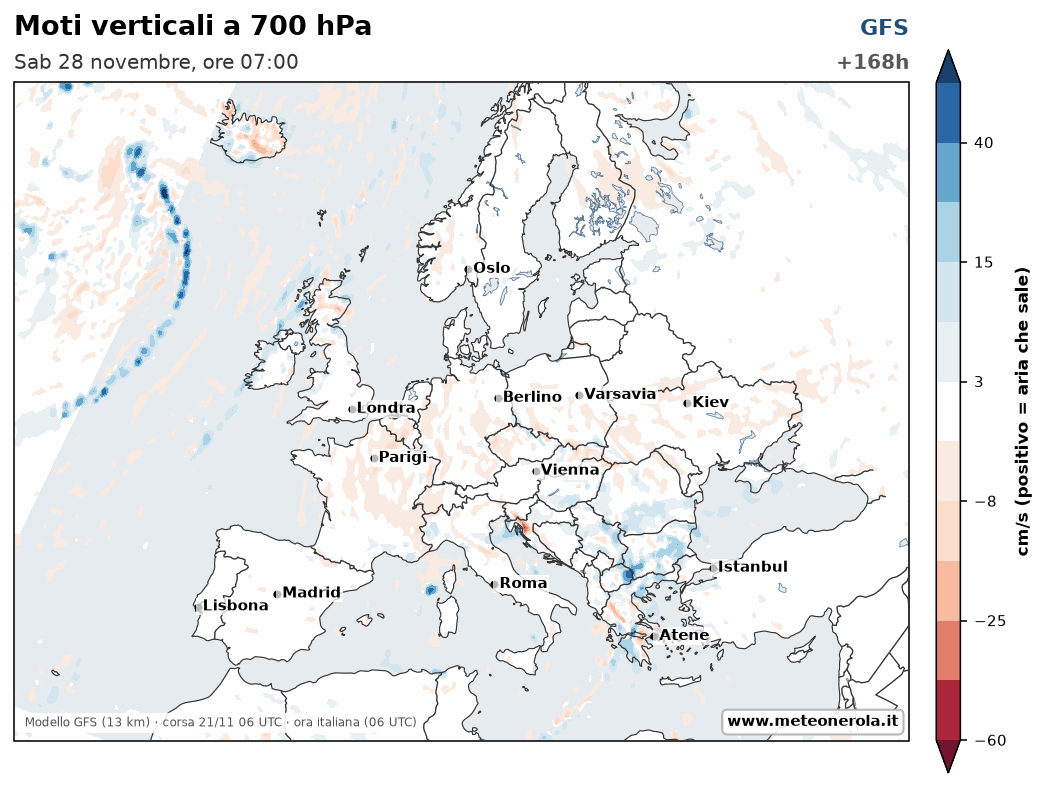 Moti verticali a 700 hPa
GFS
Sab 28 novembre, ore 07:00
+168h
Oslo
Berlino
Varsavia
Kiev
Londra
Parigi
Vienna
Istanbul
Roma
Madrid
Lisbona
Atene
Modello GFS (13 km) · corsa 21/11 06 UTC · ora italiana (06 UTC)
www.meteonerola.it
40
15
3
−8
−25
−60
cm/s (positivo = aria che sale)